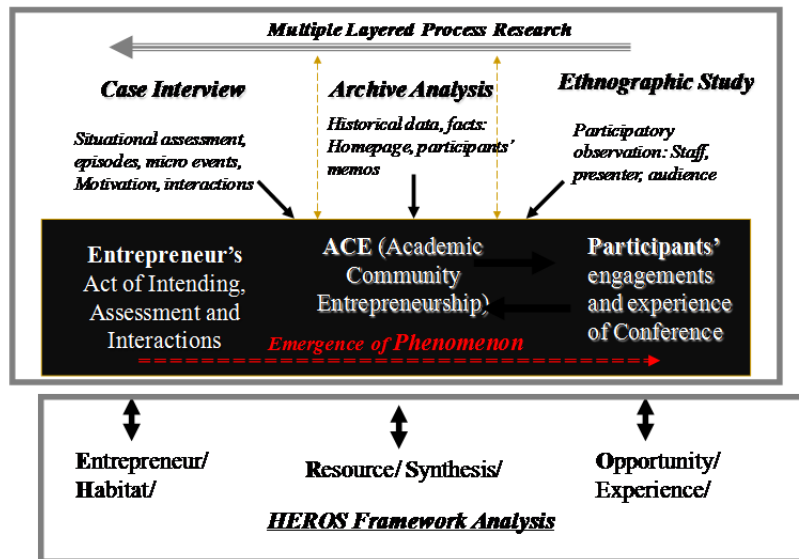 Multiple Layered Process Research
Case Interview
Situational assessment,
episodes, micro events,
Motivation, interactions
Archive Analysis
Historical data, facts:
Homepage, participants'
memos
Ethnographic Study
Participatory
observation: Staff,
presenter, audience
Entrepreneur's
Act of Intending,
Assessment and
Interactions
ACE (Academic
Community
Entrepreneurship)
Participants'
engagements
and experience
of Conference
Emergence of Phenomenon
Entrepreneur/
Habitat/
Resource/ Synthesis/
Opportunity/
Experience/
HEROS Framework Analysis